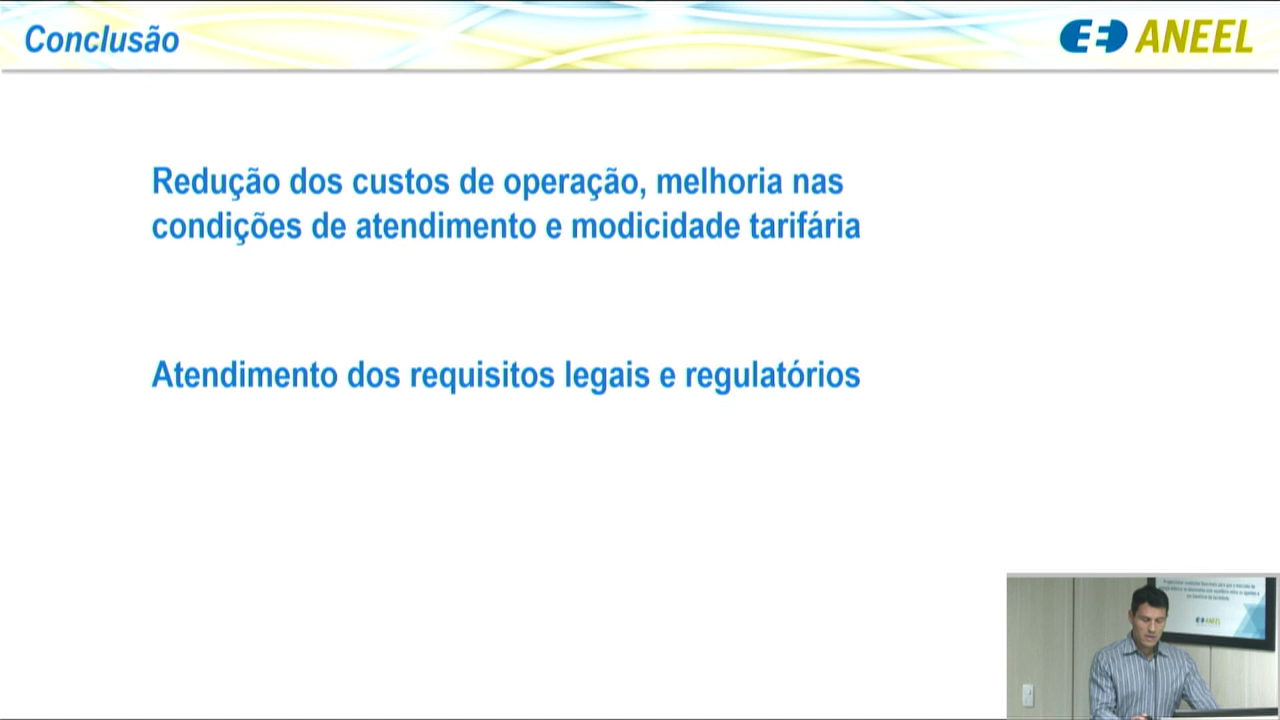 Conclusão
ANEEL
Redução dos custos de operação, melhoria nas
condições de atendimento e modicidade tarifária
Atendimento dos requisitos legais e regulatórios
ANEEL